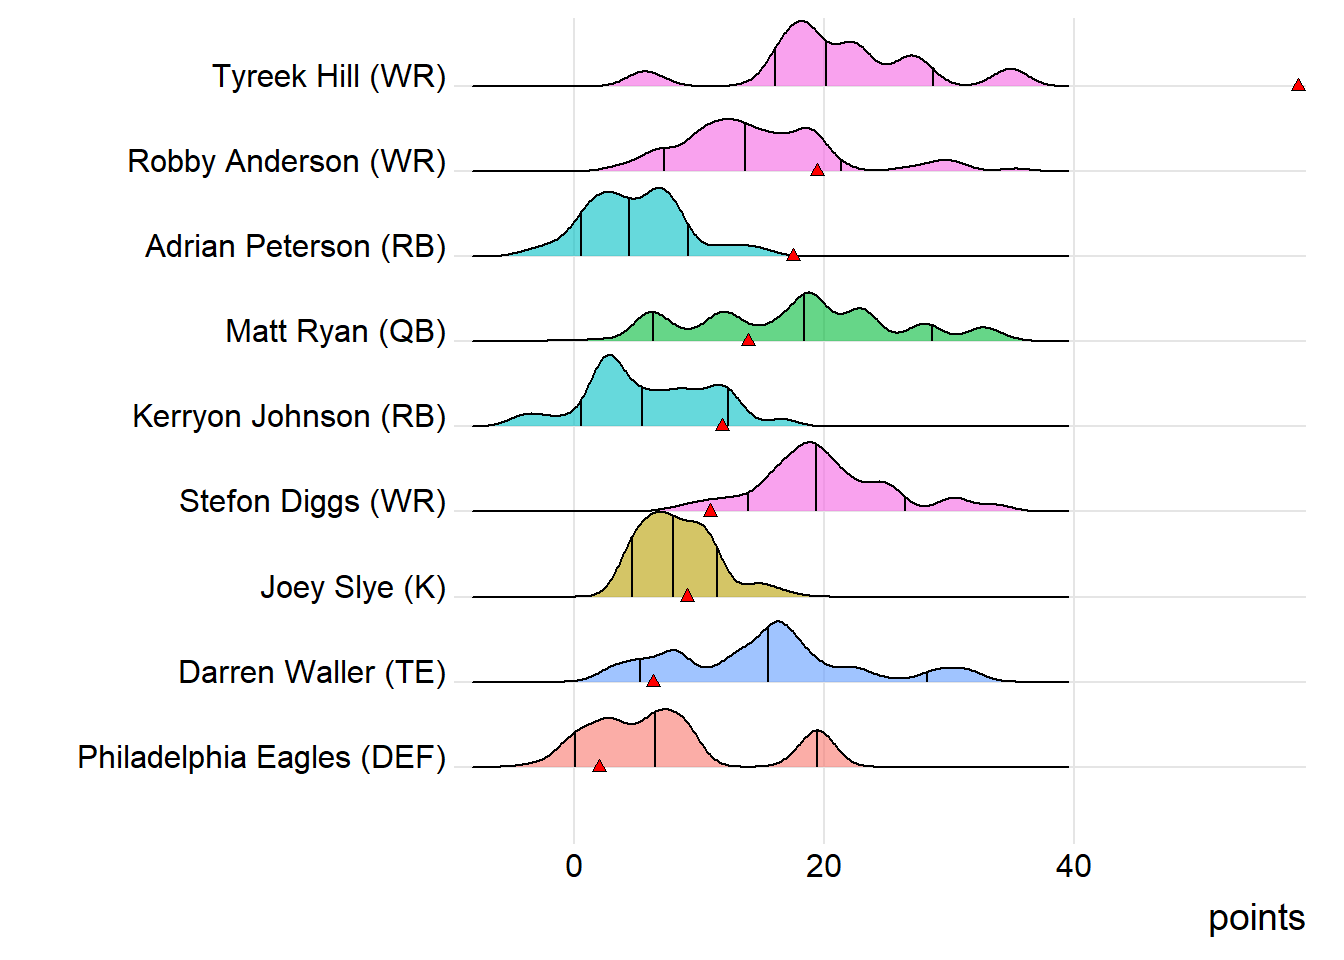 Tyreek Hill (WR)
Robby Anderson (WR)
Adrian Peterson (RB)
Matt Ryan (QB)
Kerryon Johnson (RB)
Stefon Diggs (WR)
Joey Slye (K)
Darren Waller (TE)
Philadelphia Eagles (DEF)
0 20 40
points